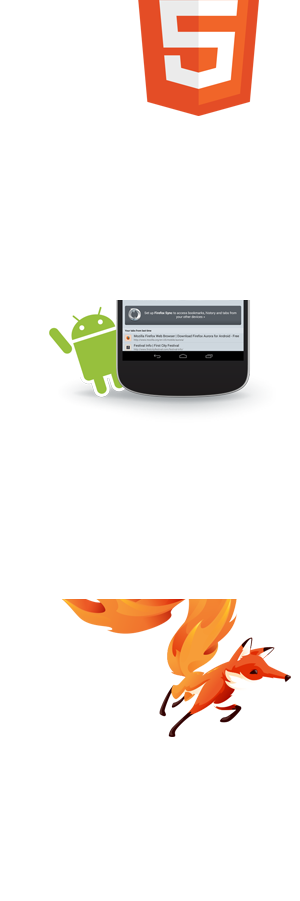 5
Set up Firefox Sync to access bookmarks, history and tabs from
your other devices »
Your tabs from last time
Mozilla Firefox Web Browser | Download Firefox Aurora for Android - Free
Festival Info | First City Festival